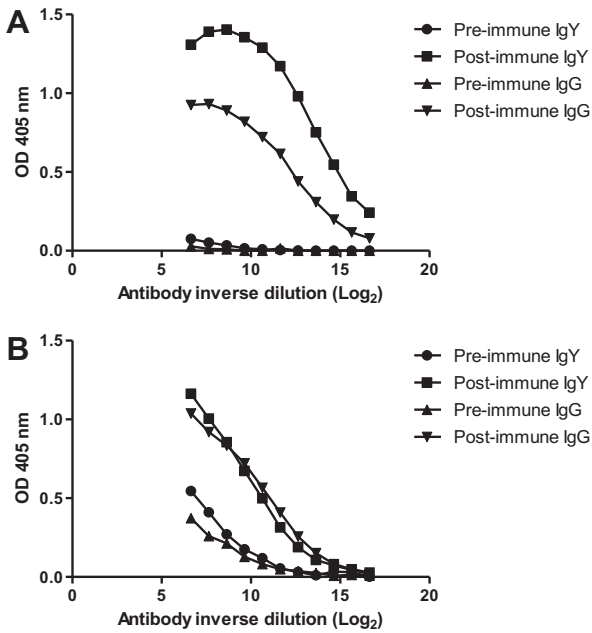 A
1.5
1.0
0.5
0.0
OD 405 nm
0
5
10
15
20
Antibody inverse dilution (Log2)
Pre-immune IgY
Post-immune IgY
Pre-immune IgG
Post-immune IgG
B
1.5
1.0
0.5
0.0
OD 405 nm
0
5
10
15
20
Antibody inverse dilution (Log2)
Pre-immune IgY
Post-immune IgY
Pre-immune IgG
Post-immune IgG